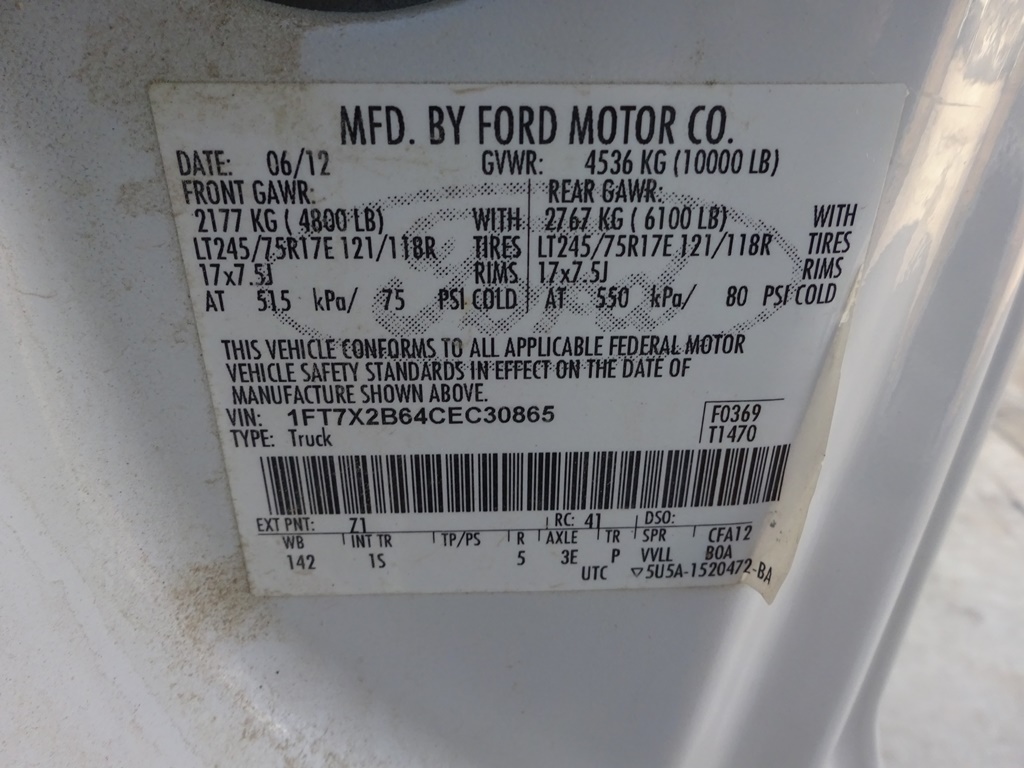 MFD. BY FORD MOTOR CO.
DATE: 06/12 GVWR: 4536 KG (10000 LB)
FRONT GAWR: REAR GAWR:
2177 KG ( 4800 LB) WITH 2767 KG ( 6100 LB) WITH
LT245/75R17E 121/118R TIRES LT245/75R17E 121/118R TIRES
17x7.5J RIMS 17x7.5J RIMS
AT 515 kPa/ 75 PSI COLD AT 550 kPa/ 80 PSI COLD
THIS VEHICLE CONFORMS TO ALL APPLICABLE FEDERAL MOTOR
VEHICLE SAFETY STANDARDS IN EFFECT ON THE DATE OF
MANUFACTURE SHOWN ABOVE.
VIN: 1FT7X2B64CEC30865 F0369
TYPE: Truck T1470
EXT PNT: Z1 RC: 41 DSO:
WB INT TR TP/PS R AXLE TR SPR CFA12
142 1S 5 3E P VVLL BOA
UTC ▽5U5A-1520472-BA
Ford